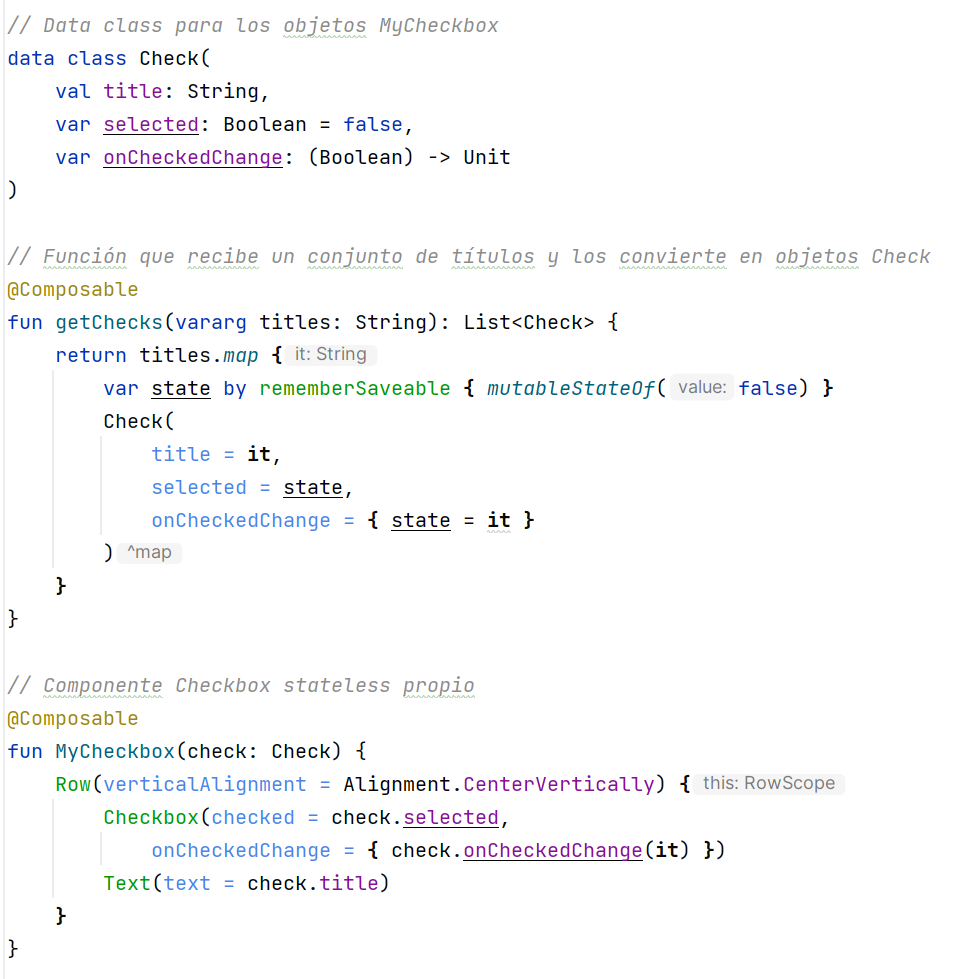 // Data class para los objetos MyCheckbox
data class Check(
    val title: String,
    var selected: Boolean = false,
    var onCheckedChange: (Boolean) -> Unit
)
// Función que recibe un conjunto de títulos y los convierte en objetos Check
@Composable
fun getChecks(vararg titles: String): List<Check> {
    return titles.map { it: String
        var state by rememberSaveable { mutableStateOf( value: false) }
        Check(
            title = it,
            selected = state,
            onCheckedChange = { state = it }
        ) ^map
    }
}
// Componente Checkbox stateless propio
@Composable
fun MyCheckbox(check: Check) {
    Row(verticalAlignment = Alignment.CenterVertically) { this: RowScope
        Checkbox(checked = check.selected,
            onCheckedChange = { check.onCheckedChange(it) })
        Text(text = check.title)
    }
}